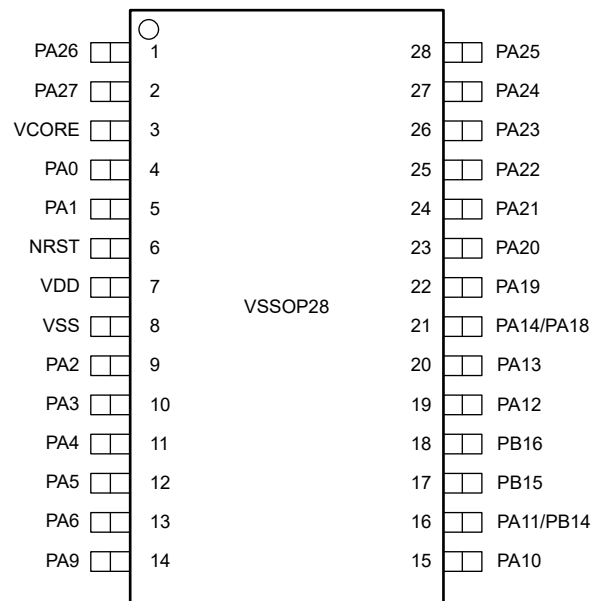 PA26 1 28 PA25
PA27 2 27 PA24
VCORE 3 26 PA23
PA0 4 25 PA22
PA1 5 24 PA21
NRST 6 23 PA20
VDD 7 22 PA19
VSSOP28
VSS 8 21 PA14/PA18
PA2 9 20 PA13
PA3 10 19 PA12
PA4 11 18 PB16
PA5 12 17 PB15
PA6 13 16 PA11/PB14
PA9 14 15 PA10